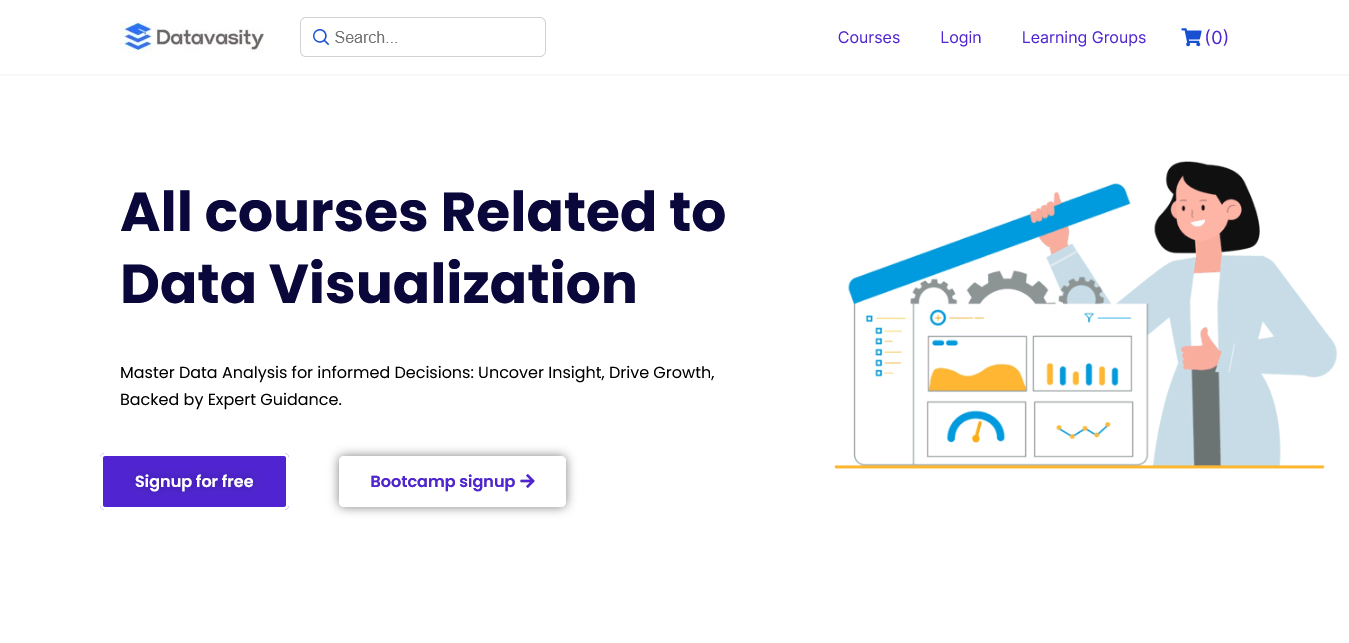 Datavasity
Search...
Courses
Login
Learning Groups
(0)
All courses Related to
Data Visualization
Master Data Analysis for informed Decisions: Uncover Insight, Drive Growth,
Backed by Expert Guidance.
Signup for free
Bootcamp signup